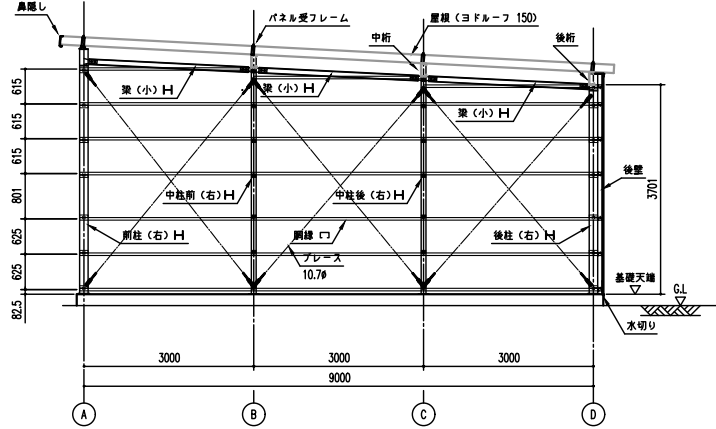 鼻隠し
パネル受フレーム
屋根(ヨドルーフ 150)
中桁
後桁
梁(小)H
梁(小)H
梁(小)H
615
615
615
801
625
625
82.5
中柱前(右)H
中柱後(右)H
後壁
3701
前柱(右)H
胴縁
後柱(右)H
ブレース
10.7φ
基礎天端
G.L
水切り
3000
3000
3000
9000
A
B
C
D